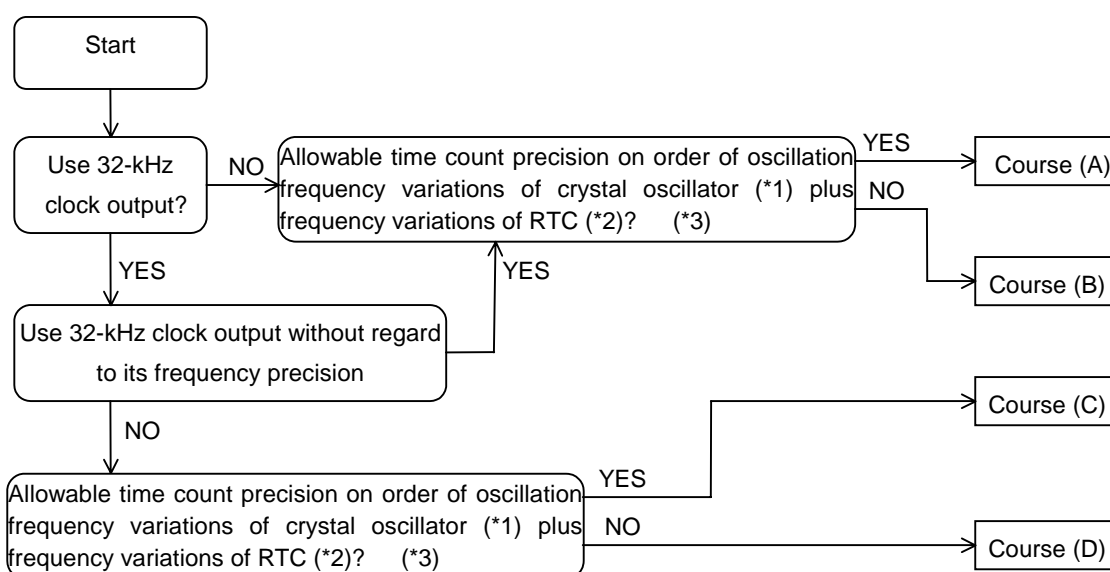 Start
Use 32-kHz
clock output?
NO
Allowable time count precision on order of oscillation
frequency variations of crystal oscillator (*1) plus
frequency variations of RTC (*2)? (*3)
YES
Course (A)
NO
Course (B)
YES
YES
Use 32-kHz clock output without regard
to its frequency precision
Course (C)
NO
Allowable time count precision on order of oscillation
frequency variations of crystal oscillator (*1) plus
frequency variations of RTC (*2)? (*3)
YES
NO
Course (D)